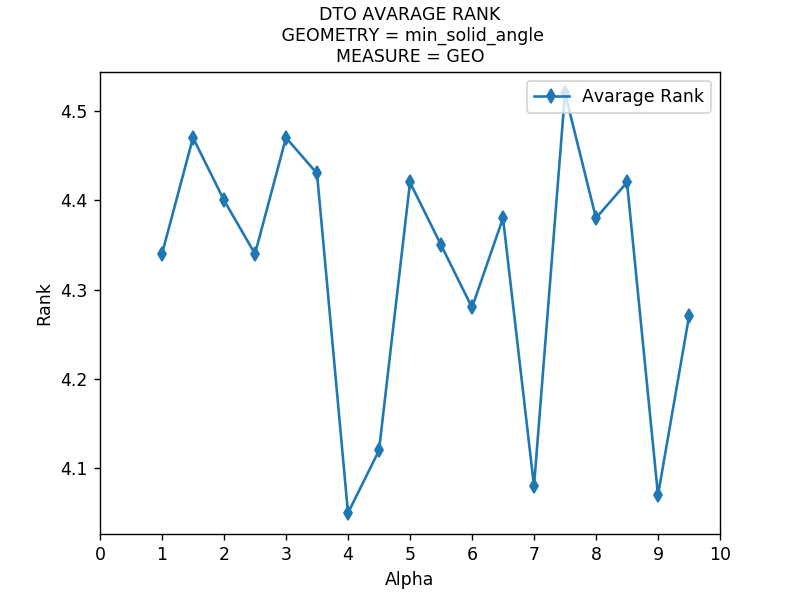 DTO AVARAGE RANK
GEOMETRY = min_solid_angle
MEASURE = GEO
Avarage Rank
4.5
4.4
4.3
4.2
4.1
Rank
0 1 2 3 4 5 6 7 8 9 10
Alpha